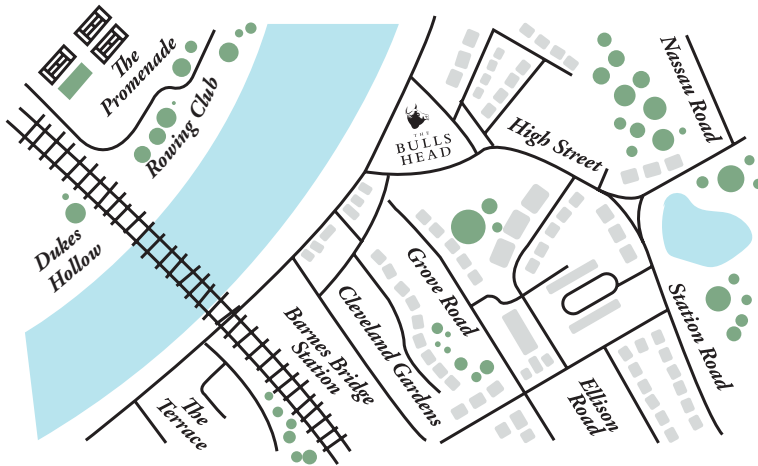 The
Promenade
Rowing Club
THE
BULLS
HEAD
High Street
Nassau Road
Dukes
Hollow
Grove Road
Cleveland Gardens
Barnes Bridge
Station
Station Road
The
Terrace
Ellison
Road